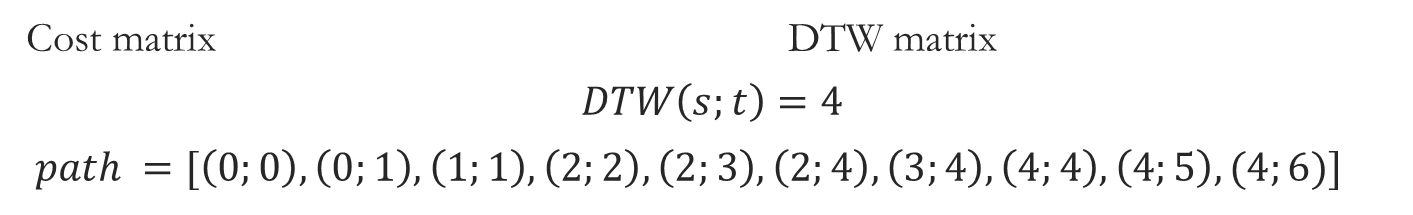 Cost matrix DTW matrix
DTW(s; t) = 4
path = [(0; 0), (0; 1), (1; 1), (2; 2), (2; 3), (2; 4), (3; 4), (4; 4), (4; 5), (4; 6)]